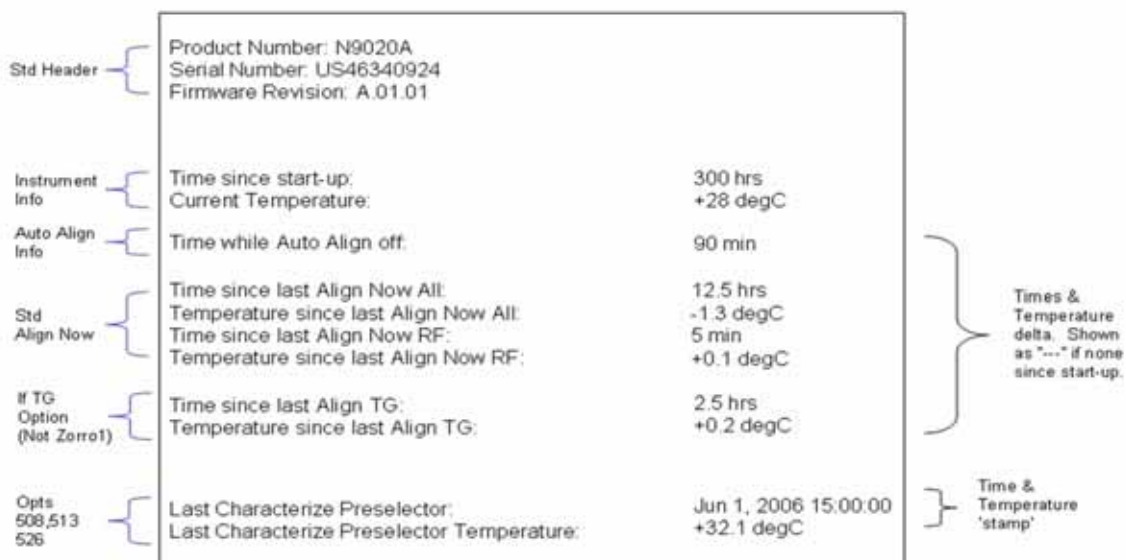 Std Header
Product Number: N9020A
Serial Number: US46340924
Firmware Revision: A.01.01
Instrument
Info
Time since start-up: 300 hrs
Current Temperature: +28 degC
Auto Align
Info
Time while Auto Align off: 90 min
Std
Align Now
Time since last Align Now All: 12.5 hrs
Temperature since last Align Now All: -1.3 degC
Time since last Align Now RF: 5 min
Temperature since last Align Now RF: +0.1 degC
Times &
Temperature
delta. Shown
as "---" if none
since start-up.
If TG
Option
(Not Zorro1)
Time since last Align TG: 2.5 hrs
Temperature since last Align TG: +0.2 degC
Opts
508,513
526
Last Characterize Preselector: Jun 1, 2006 15:00:00
Last Characterize Preselector Temperature: +32.1 degC
Time &
Temperature
'stamp'